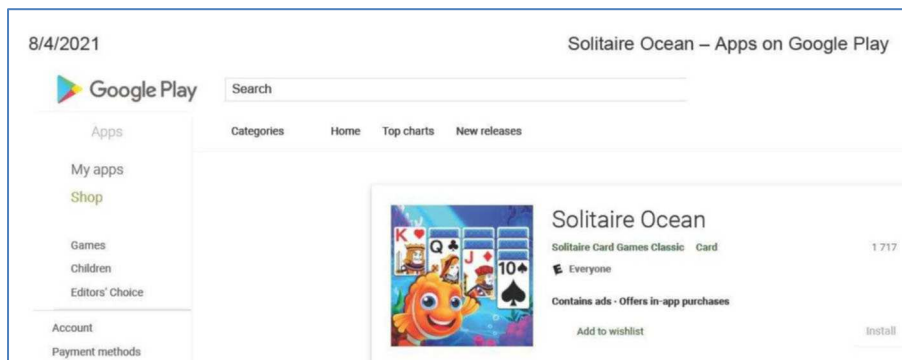 8/4/2021 Solitaire Ocean – Apps on Google Play
Google Play Search
Apps Categories Home Top charts New releases
My apps
Shop
Solitaire Ocean
Solitaire Card Games Classic Card 1 717
Games
E Everyone
Children
Editors' Choice
Contains ads · Offers in-app purchases
Account
Add to wishlist Install
Payment methods
K Q J 10